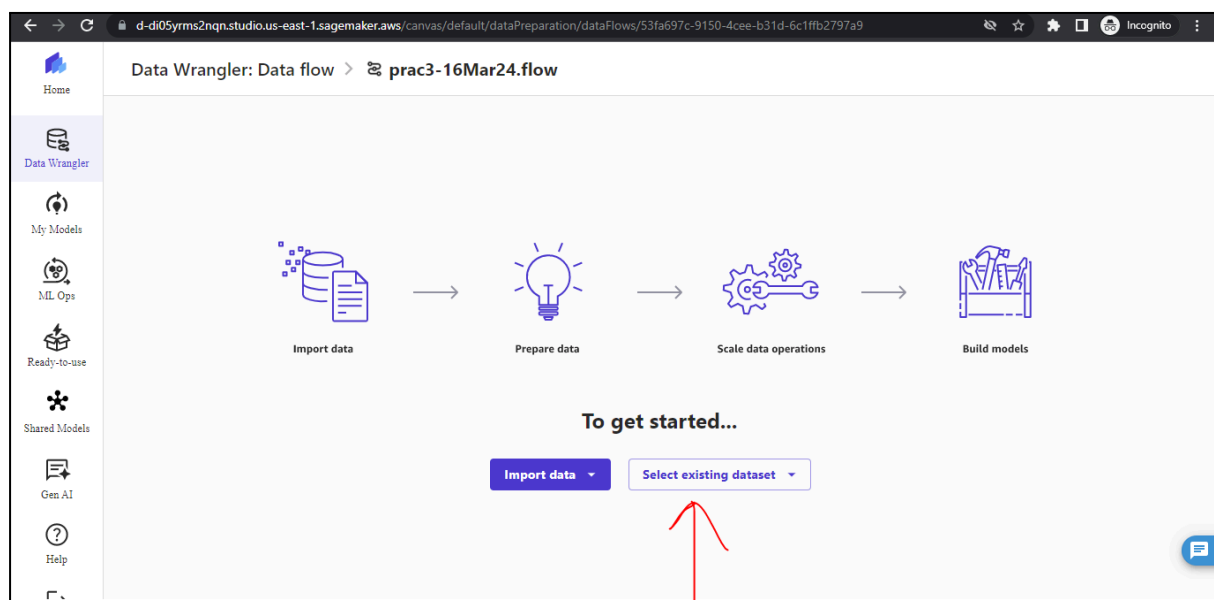 d-di05yrms2nqn.studio.us-east-1.sagemaker.aws/canvas/default/dataPreparation/dataFlows/53fa697c-9150-4cee-b31d-6c1ffb2797a9
Incognito
Home
Data Wrangler: Data flow > prac3-16Mar24.flow
Data Wrangler
My Models
ML Ops
Ready-to-use
Shared Models
Gen AI
Help
Import data
Prepare data
Scale data operations
Build models
To get started...
Import data
Select existing dataset